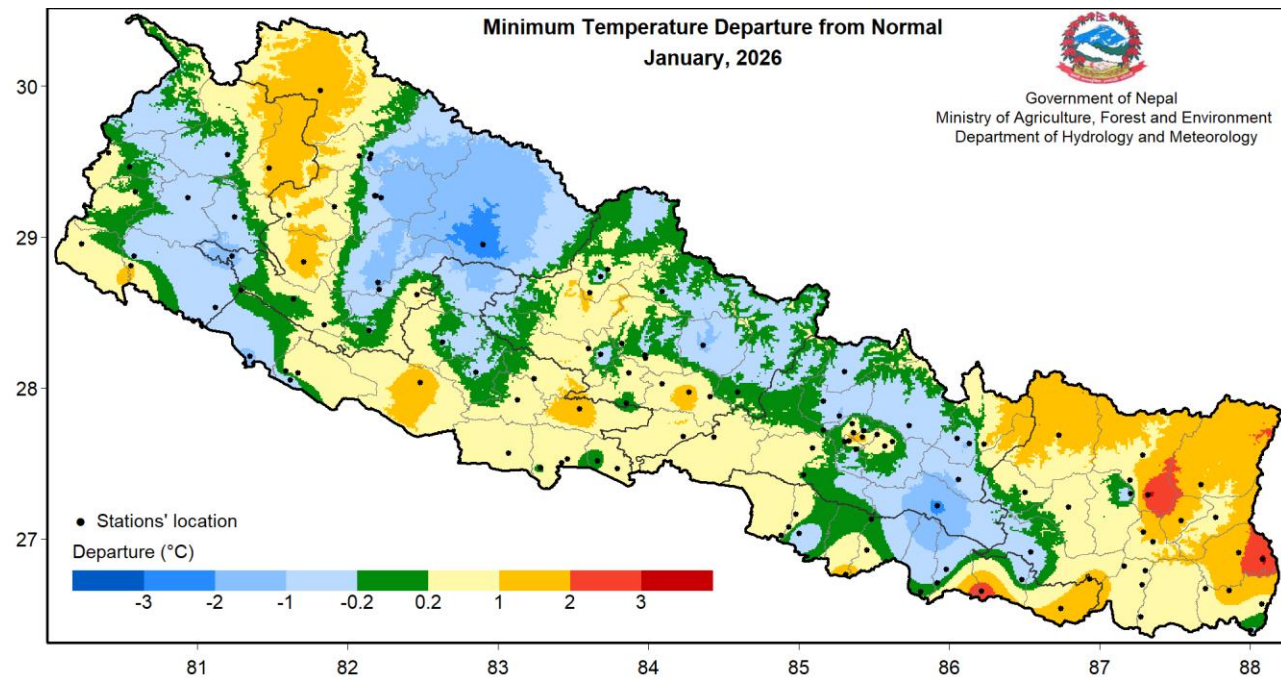 Minimum Temperature Departure from Normal
January, 2026
Government of Nepal
Ministry of Agriculture, Forest and Environment
Department of Hydrology and Meteorology
30
29
28
27
Stations' location
Departure (°C)
-3 -2 -1 -0.2 0.2 1 2 3
81 82 83 84 85 86 87 88